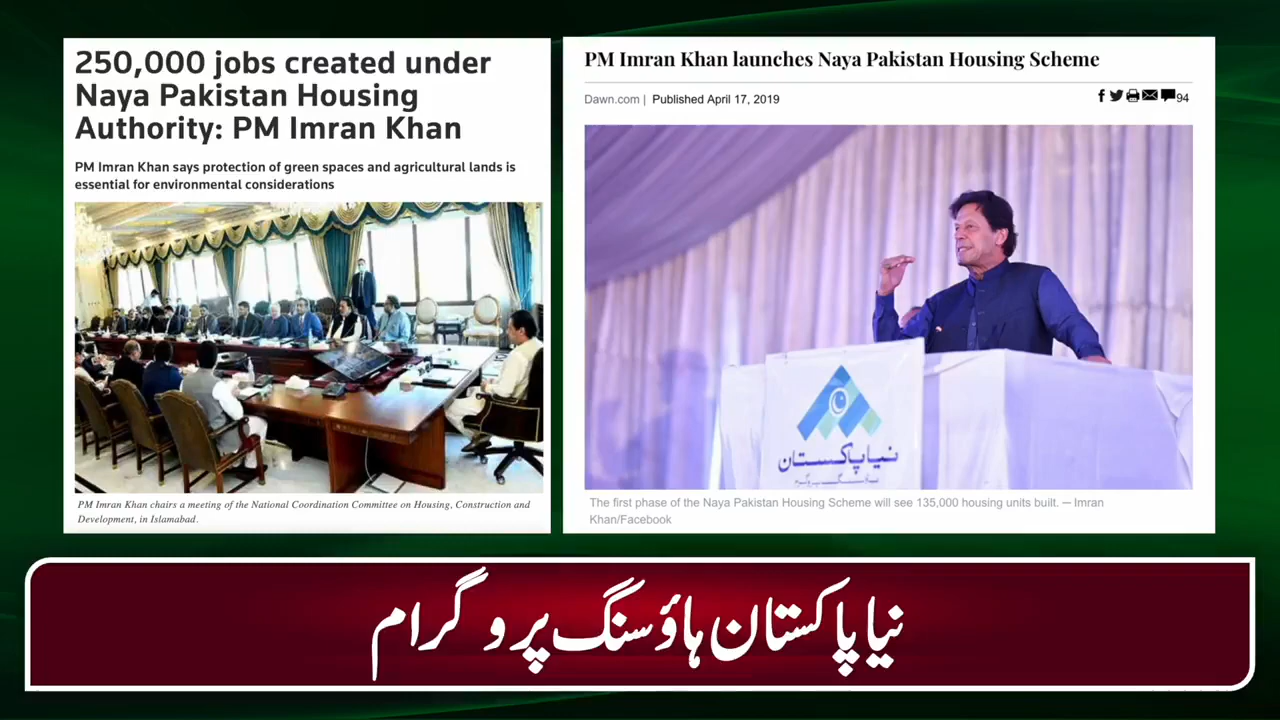 250,000 jobs created under
Naya Pakistan Housing
Authority: PM Imran Khan
PM Imran Khan says protection of green spaces and agricultural lands is
essential for environmental considerations
PM Imran Khan chairs a meeting of the National Coordination Committee on Housing, Construction and
Development, in Islamabad.
PM Imran Khan launches Naya Pakistan Housing Scheme
Dawn.com | Published April 17, 2019
94
نیا پاکستان
ہاؤسنگ پروگرام
The first phase of the Naya Pakistan Housing Scheme will see 135,000 housing units built. — Imran
Khan/Facebook
نیا پاکستان ہاؤسنگ پروگرام